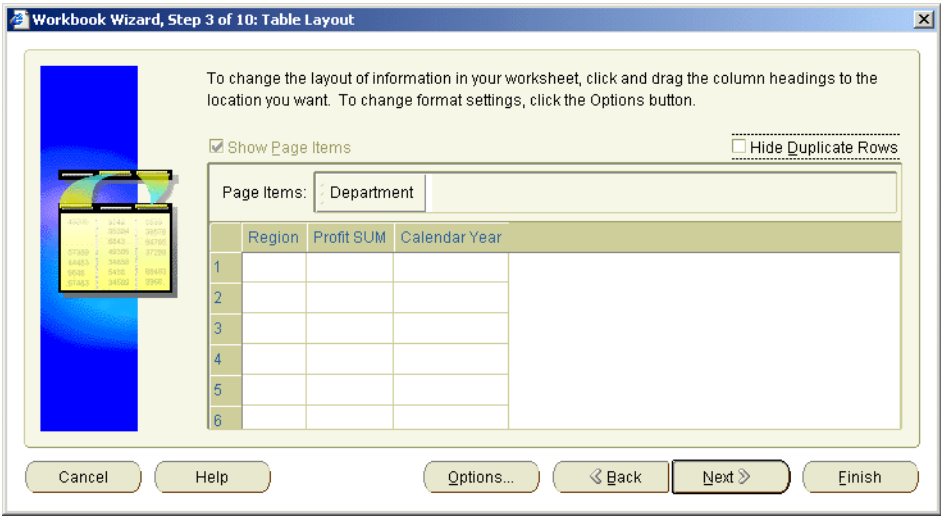 Workbook Wizard, Step 3 of 10: Table Layout
To change the layout of information in your worksheet, click and drag the column headings to the
location you want. To change format settings, click the Options button.
Show Page Items
Hide Duplicate Rows
Page Items: Department
Region Profit SUM Calendar Year
1
2
3
4
5
6
Cancel Help Options... Back Next Finish